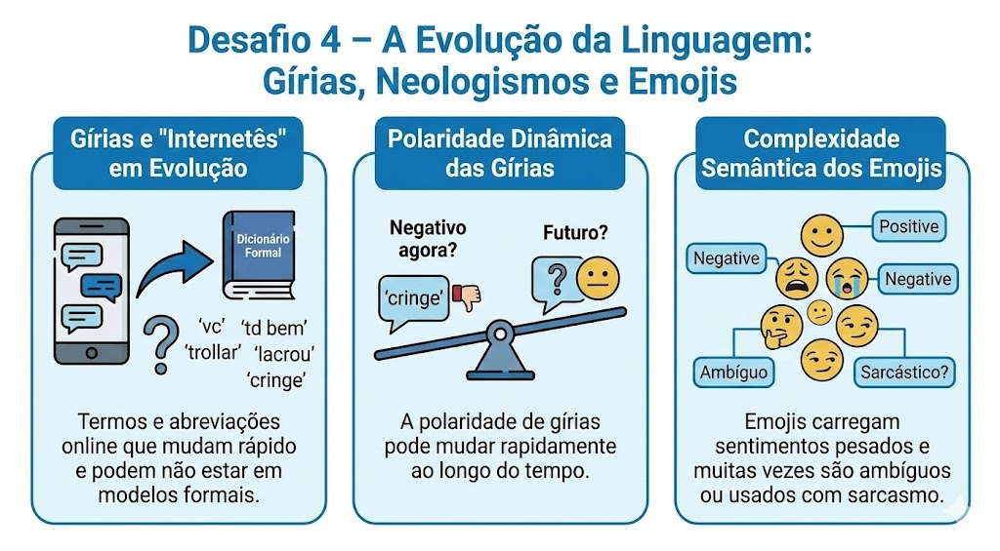 Desafio 4 – A Evolução da Linguagem:
Gírias, Neologismos e Emojis
Gírias e "Internetês"
em Evolução
Dicionário
Formal
?
'vc'
'td bem'
'trollar'
'lacrou'
'cringe'
Termos e abreviações
online que mudam rápido
e podem não estar em
modelos formais.
Polaridade Dinâmica
das Gírias
Negativo
agora?
Futuro?
'cringe'
?
A polaridade de gírias
pode mudar rapidamente
ao longo do tempo.
Complexidade
Semântica dos Emojis
Positive
Negative
Negative
Ambíguo
Sarcástico?
Emojis carregam
sentimentos pesados e
muitas vezes são ambíguos
ou usados com sarcasmo.